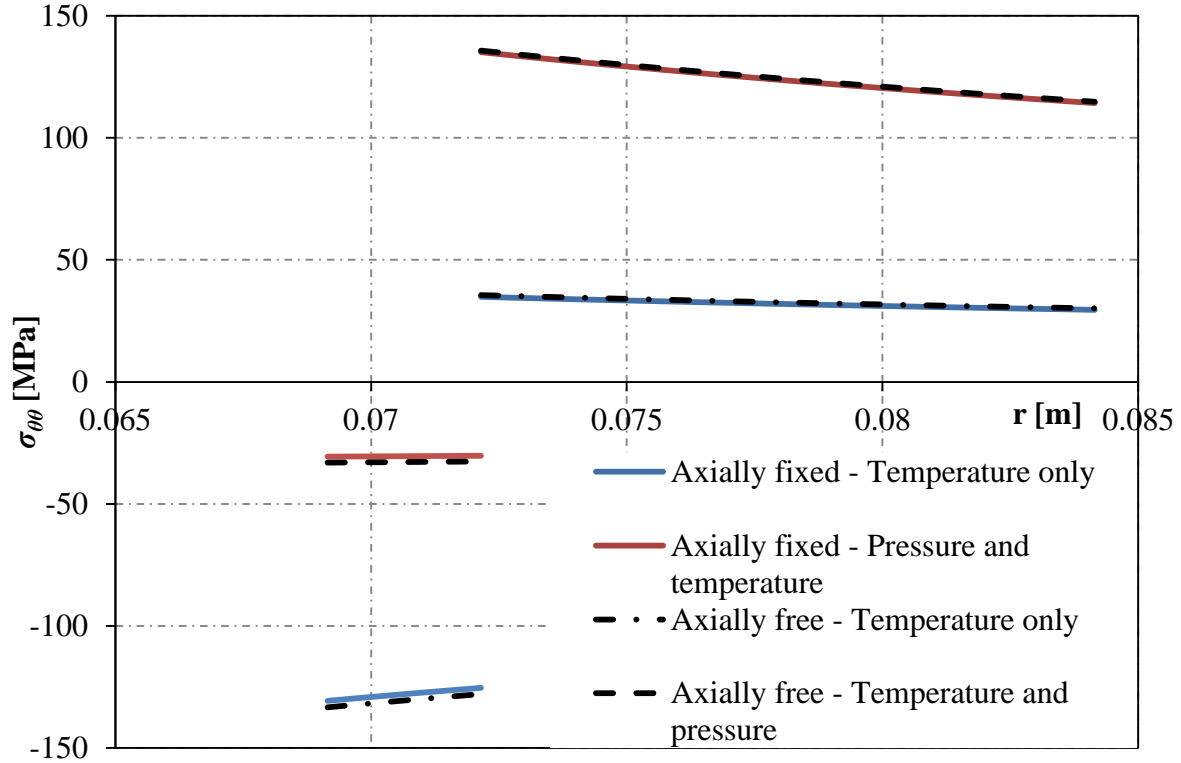 150
100
50
0
-50
-100
-150
σθθ [MPa]
0.065
0.07
0.075
0.08
0.085
r [m]
Axially fixed - Temperature only
Axially fixed - Pressure and
temperature
Axially free - Temperature only
Axially free - Temperature and
pressure